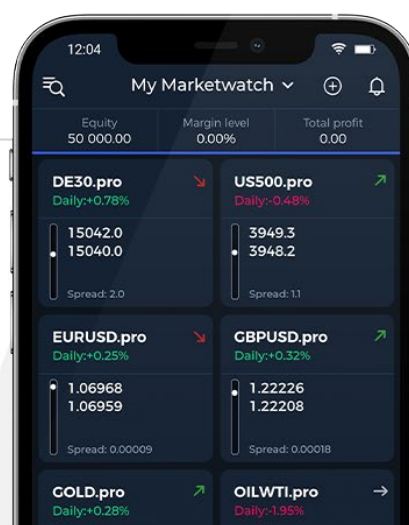 12:04
My Marketwatch
Equity Margin level Total profit
50 000.00 0.00% 0.00
DE30.pro
Daily:+0.78%
15042.0
15040.0
Spread: 2.0
US500.pro
Daily:-0.48%
3949.3
3948.2
Spread: 1.1
EURUSD.pro
Daily:+0.25%
1.06968
1.06959
Spread: 0.00009
GBPUSD.pro
Daily:+0.32%
1.22226
1.22208
Spread: 0.00018
GOLD.pro
Daily:+0.28%
OILWTI.pro
Daily:-1.95%